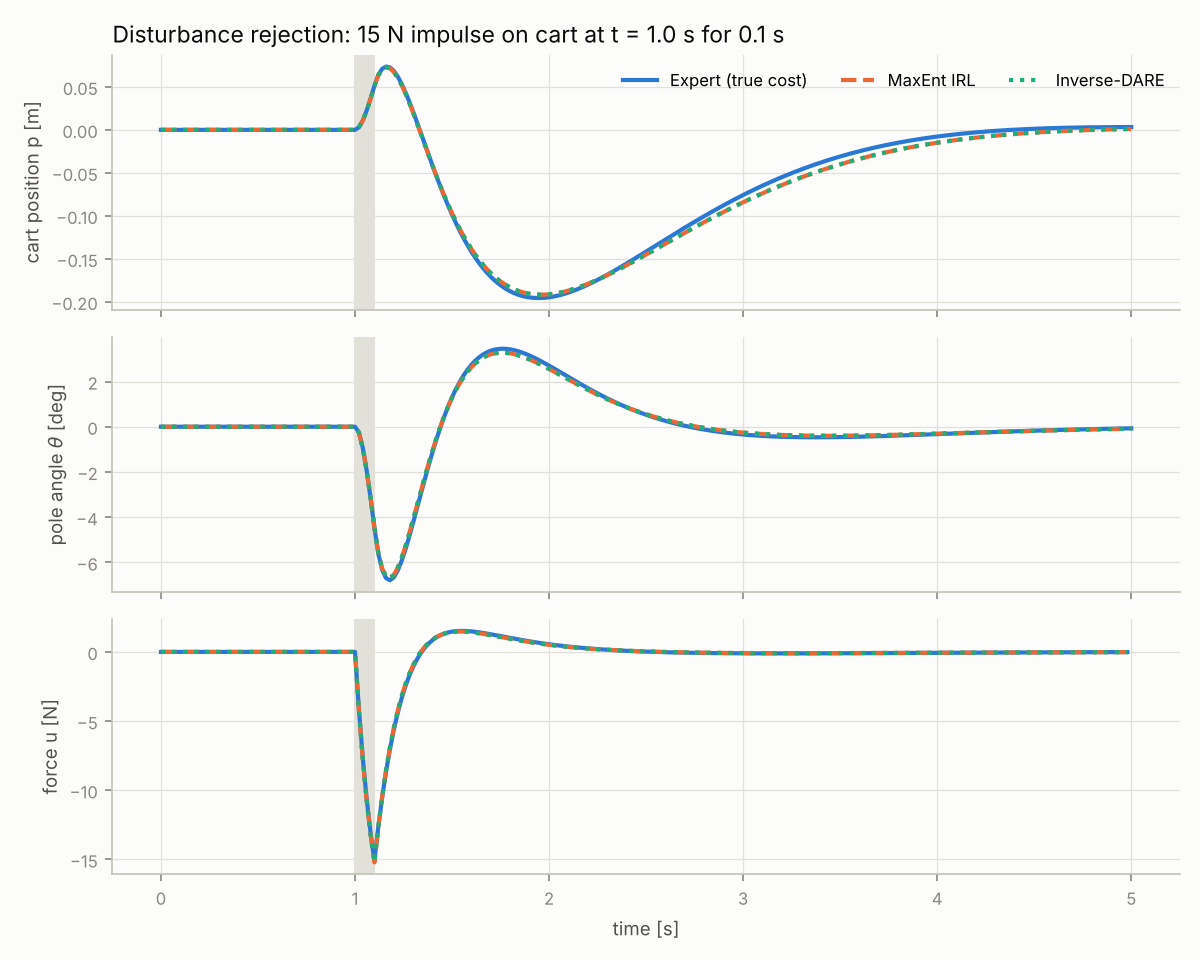 Disturbance rejection: 15 N impulse on cart at t = 1.0 s for 0.1 s
Expert (true cost) MaxEnt IRL Inverse-DARE
cart position p [m]
0.05
0.00
−0.05
−0.10
−0.15
−0.20
pole angle θ [deg]
2
0
−2
−4
−6
force u [N]
0
−5
−10
−15
0 1 2 3 4 5
time [s]